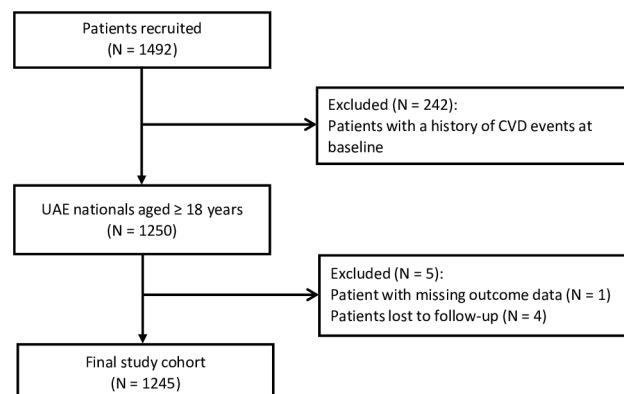 Patients recruited
(N = 1492)
Excluded (N = 242):
Patients with a history of CVD events at
baseline
UAE nationals aged ≥ 18 years
(N = 1250)
Excluded (N = 5):
Patient with missing outcome data (N = 1)
Patients lost to follow-up (N = 4)
Final study cohort
(N = 1245)